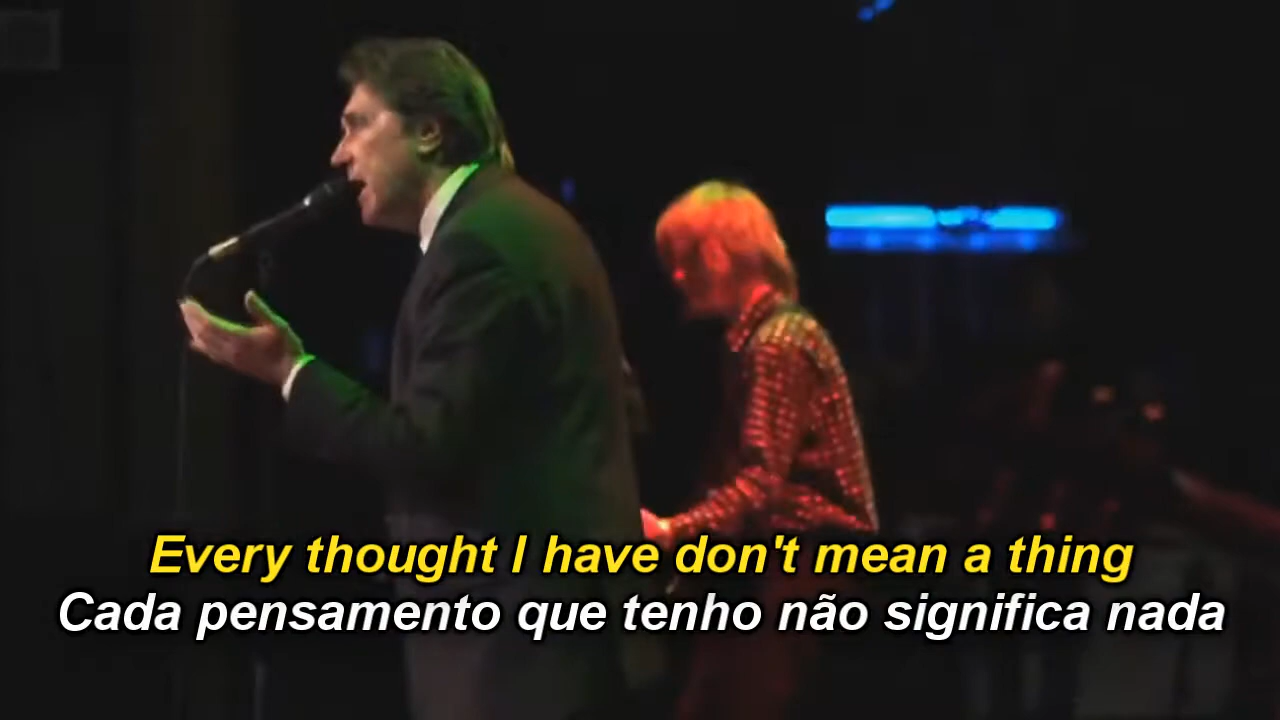 Every thought I have don't mean a thing
Cada pensamento que tenho não significa nada